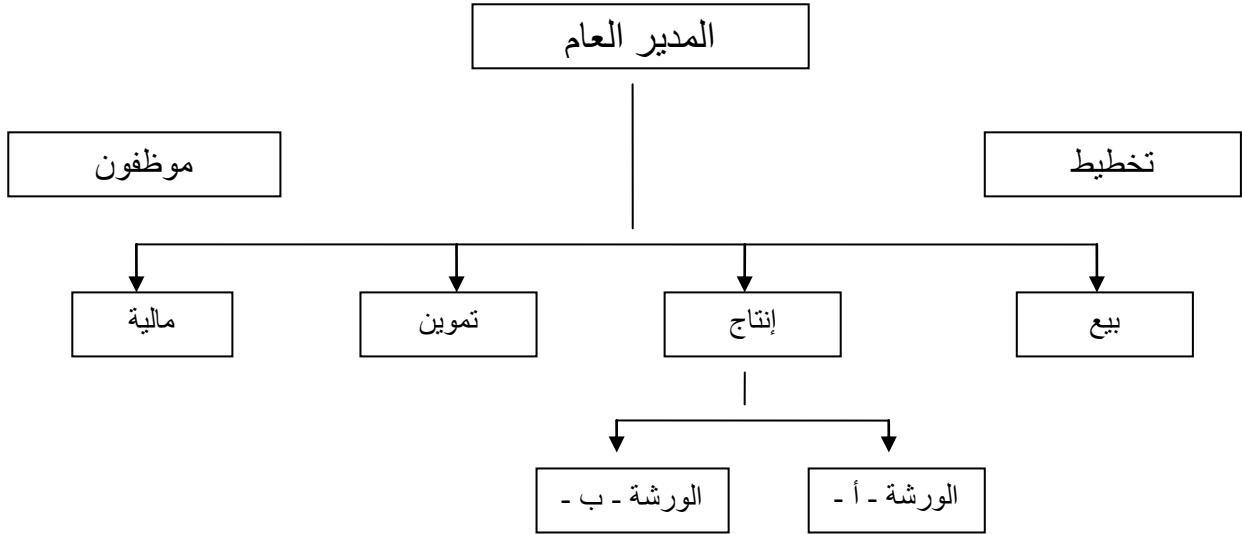 المدير العام
تخطيط
موظفون
بيع
إنتاج
تموين
مالية
الورشة - أ -
الورشة - ب -